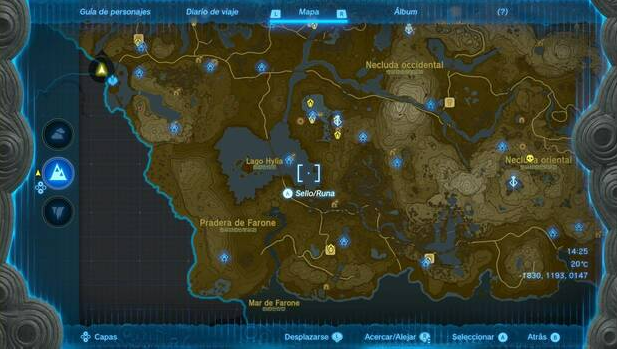 Guía de personajes
Diario de viaje
L
Mapa
R
Álbum
(?)
Necluda occidental
Lago Hylia
Necluda oriental
A Sello/Runa
Pradera de Farone
14:25
20°C
-1830, 1193, 0147
Mar de Farone
Capas
Desplazarse L
Acercar/Alejar R
Seleccionar A
Atrás B